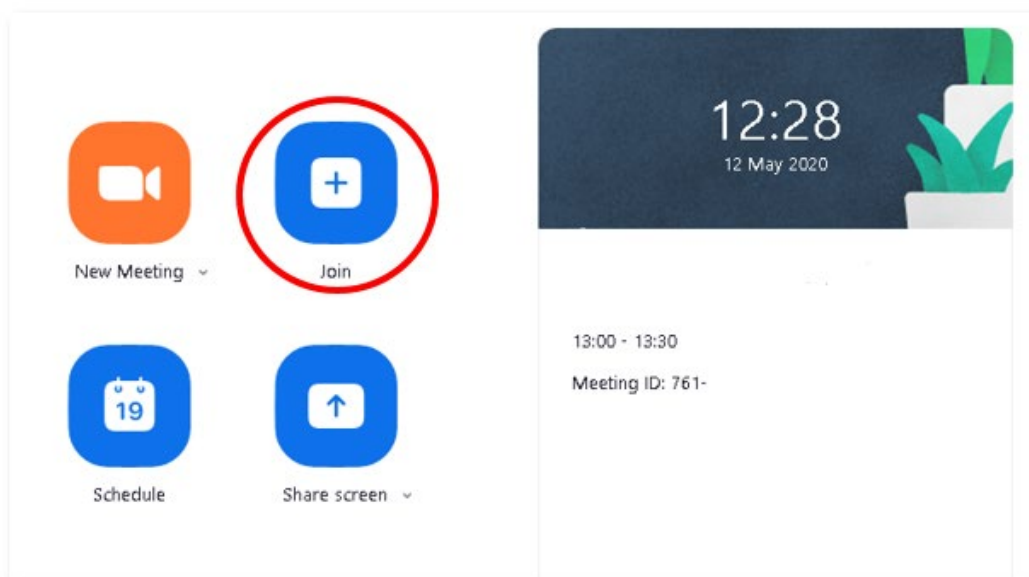 New Meeting
Join
19
Schedule
Share screen
12:28
12 May 2020
13:00 - 13:30
Meeting ID: 761-